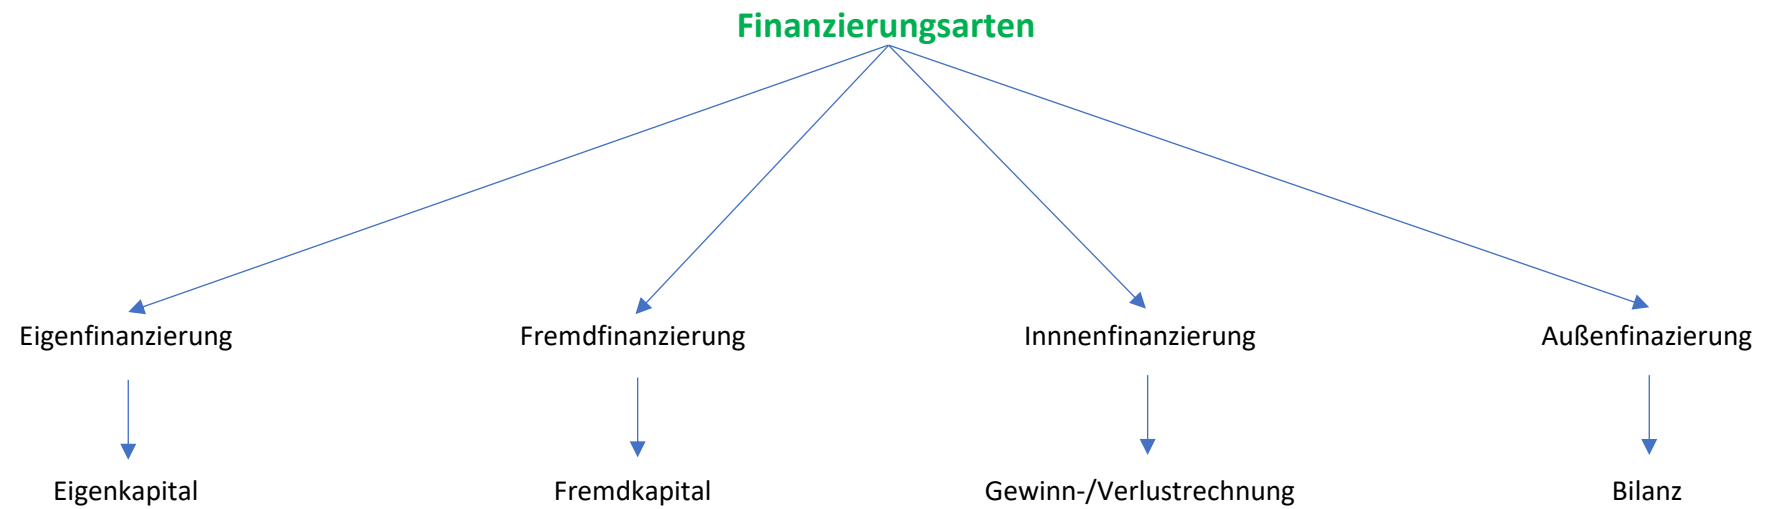 Finanzierungsarten
Eigenfinanzierung Fremdfinanzierung Innnenfinanzierung Außenfinazierung
Eigenkapital Fremdkapital Gewinn-/Verlustrechnung Bilanz